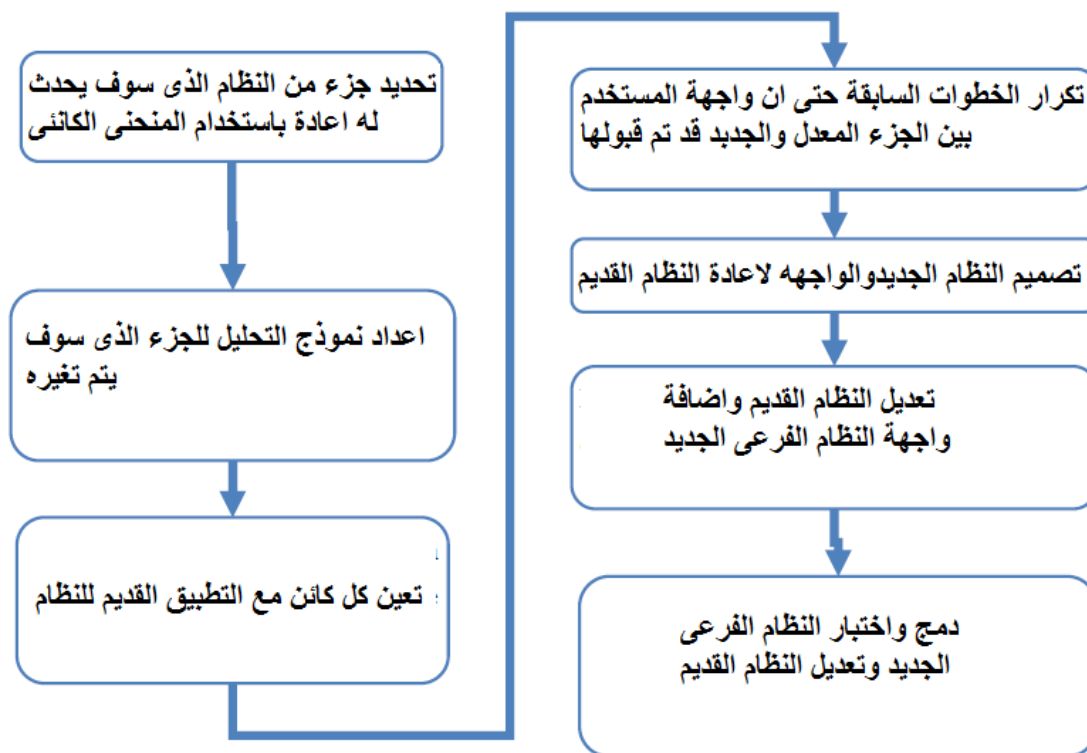 تحديد جزء من النظام الذى سوف يحدث
له اعادة باستخدام المنحنى الكائنى
اعداد نموذج التحليل للجزء الذى سوف
يتم تغيره
تعين كل كائن مع التطبيق القديم للنظام
تكرار الخطوات السابقة حتى ان واجهة المستخدم
بين الجزء المعدل والجدبد قد تم قبولها
تصميم النظام الجديدوالواجهه لاعادة النظام القديم
تعديل النظام القديم واضافة
واجهة النظام الفرعى الجديد
دمج واختبار النظام الفرعى
الجديد وتعديل النظام القديم